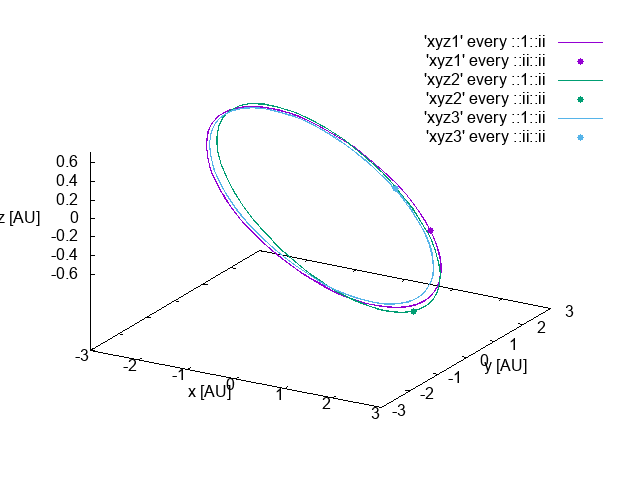 'xyz1' every ::1::ii
'xyz1' every ::ii::ii
'xyz2' every ::1::ii
'xyz2' every ::ii::ii
'xyz3' every ::1::ii
'xyz3' every ::ii::ii
0.6
0.4
0.2
0
-0.2
-0.4
-0.6
z [AU]
-3
-2
-1
0
1
2
3
x [AU]
-3
-2
-1
0
1
2
3
y [AU]